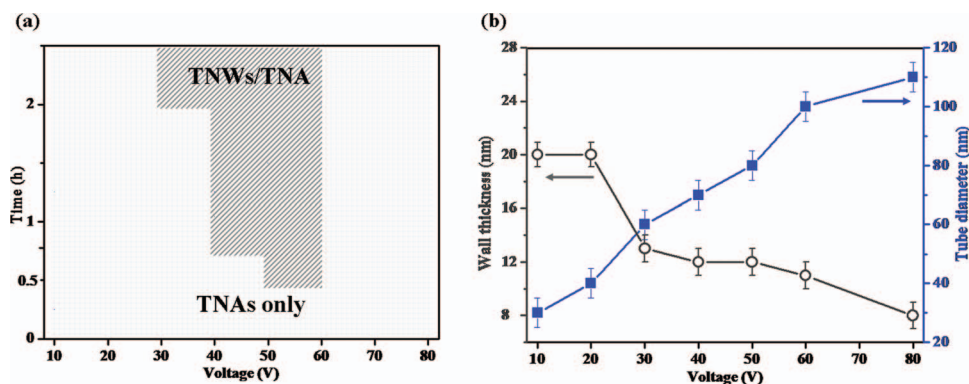 (a)
TNWs/TNA
TNAs only
Time (h)
2
1
0.5
0
10 20 30 40 50 60 70 80
Voltage (V)
(b)
Wall thickness (nm)
28
24
20
16
12
8
Tube diameter (nm)
120
100
80
60
40
20
10 20 30 40 50 60 70 80
Voltage (V)